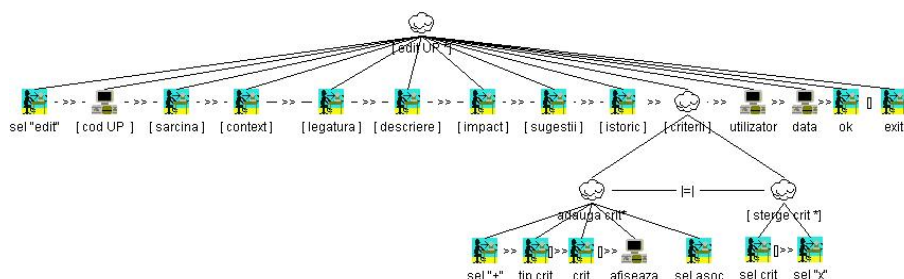 [ edit UP *]
sel "edit" [ cod UP ] [ sarcina ] [ context ] [ legatura ] [ descriere ] [ impact ] [ sugestii ] [ istoric ] [ criterii ] utilizator data ok [] exit
>> >> >> >> >> >> >> >> >> >> >> >>
adauga crit* |=| [ sterge crit *]
sel "+" >> tip crit []>> crit []>> afiseaza sel asoc sel crit []>> sel "x"